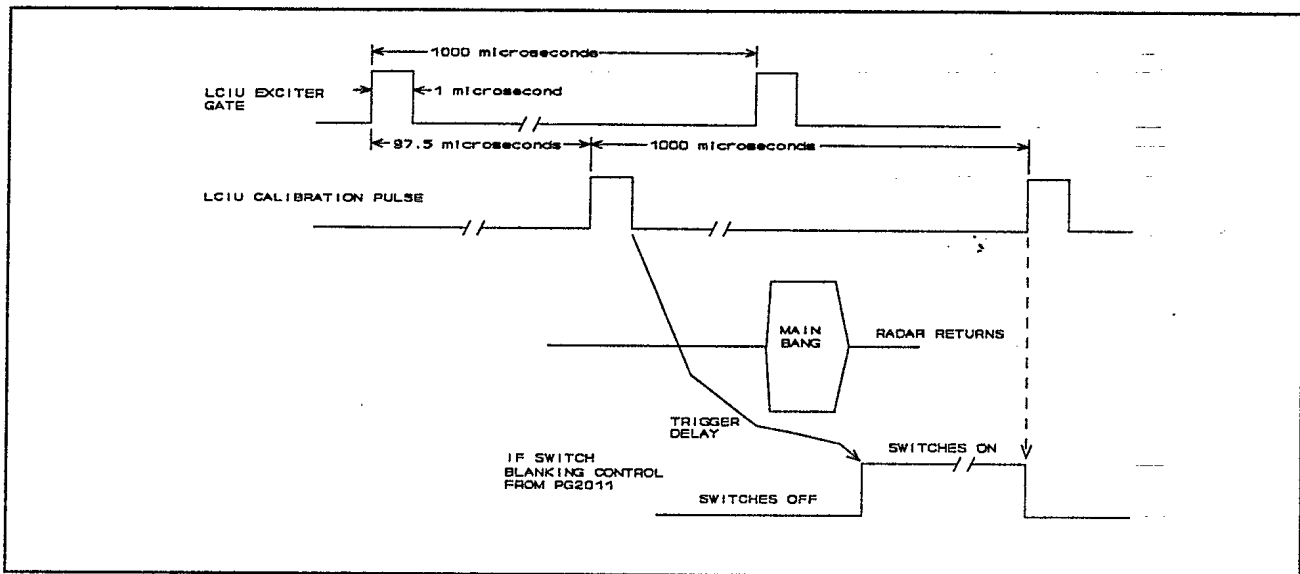 1000 microseconds
LCIU EXCITER
GATE
1 microsecond
97.5 microseconds
1000 microseconds
LCIU CALIBRATION PULSE
MAIN
BANG
RADAR RETURNS
TRIGGER
DELAY
SWITCHES ON
IF SWITCH
BLANKING CONTROL
FROM PG2011
SWITCHES OFF